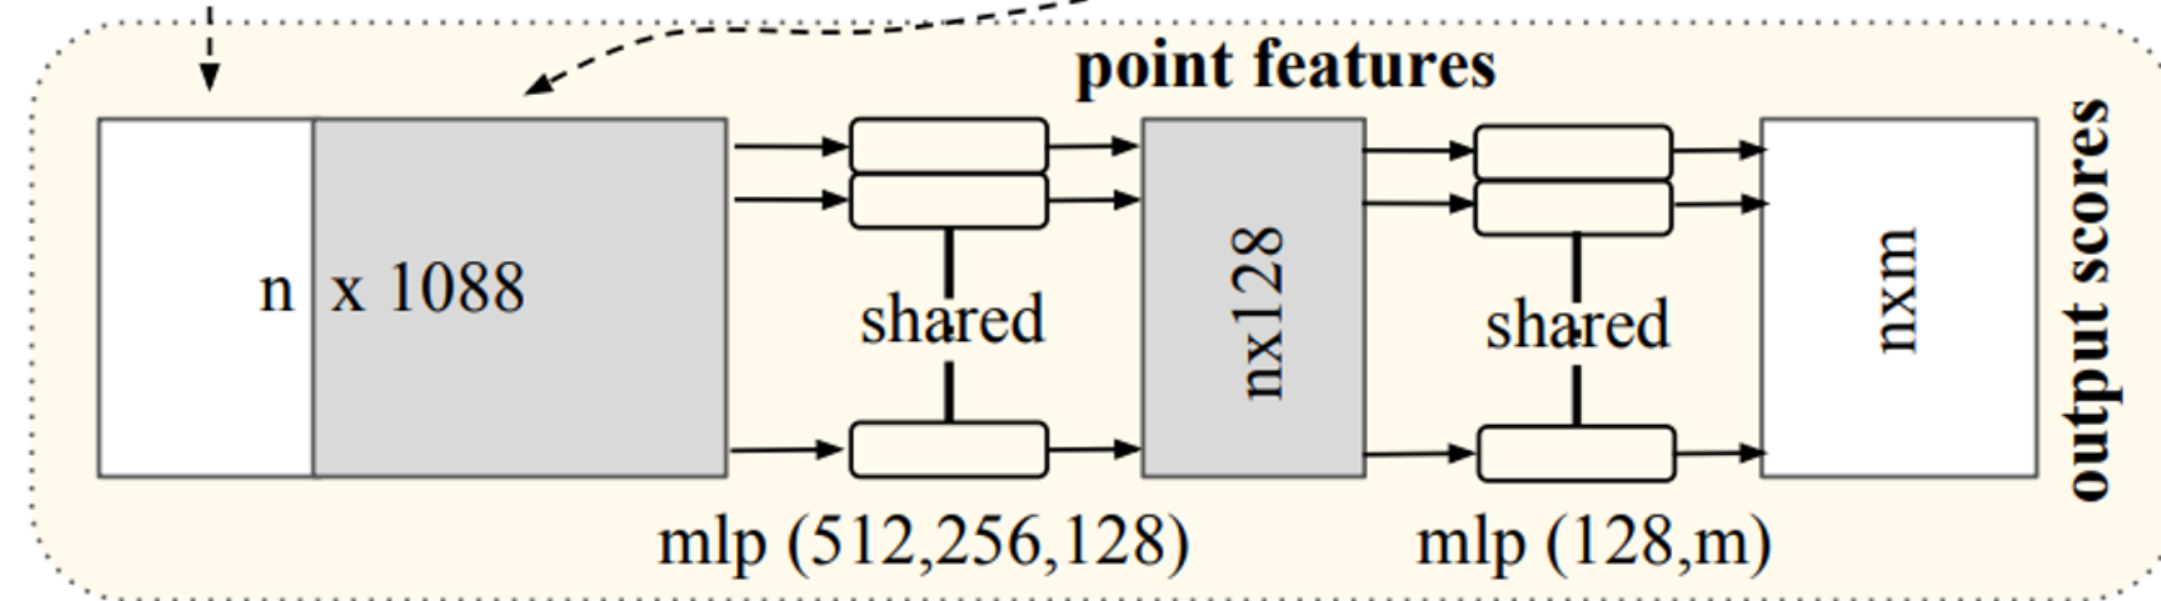 point features
n x 1088
shared
nx128
shared
nxm
output scores
mlp (512,256,128)
mlp (128,m)